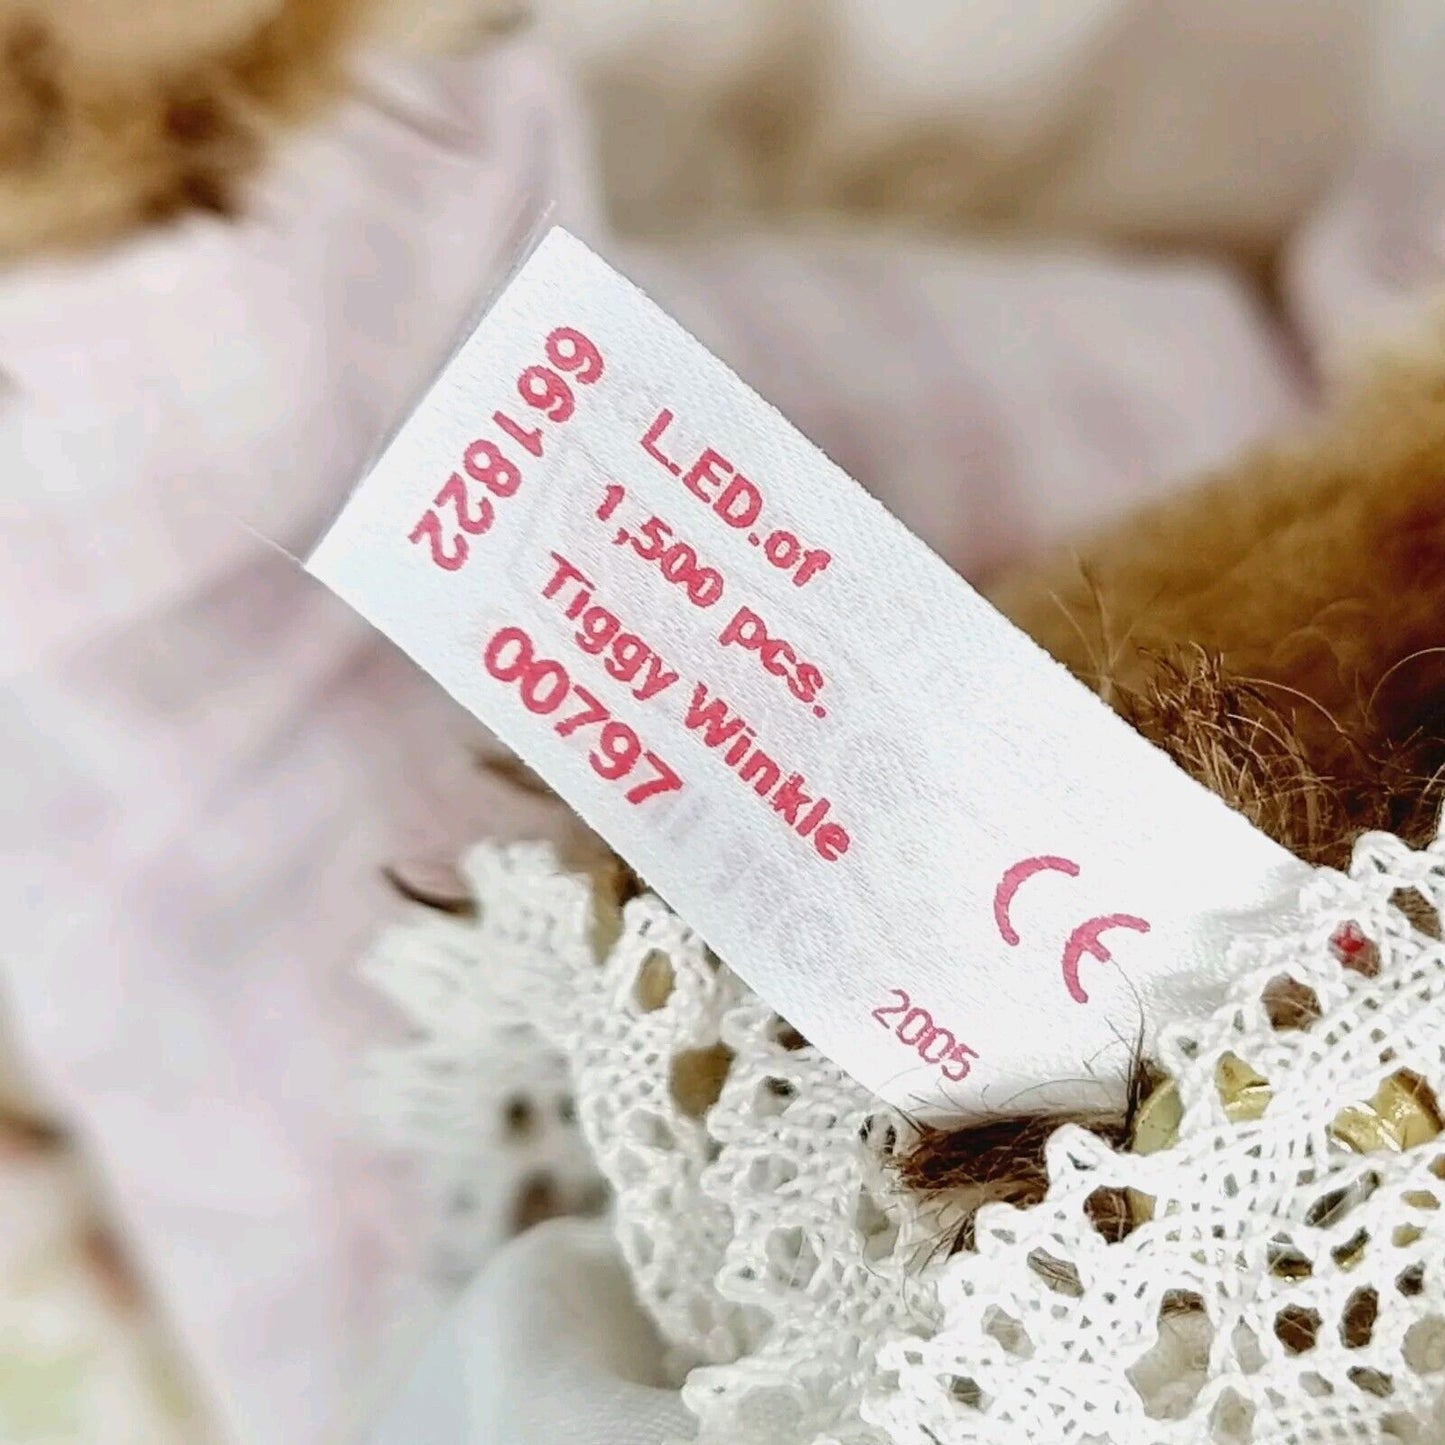 661822
L.ED.of
1,500 pcs.
Tiggy Winkle
00797
CE
2005